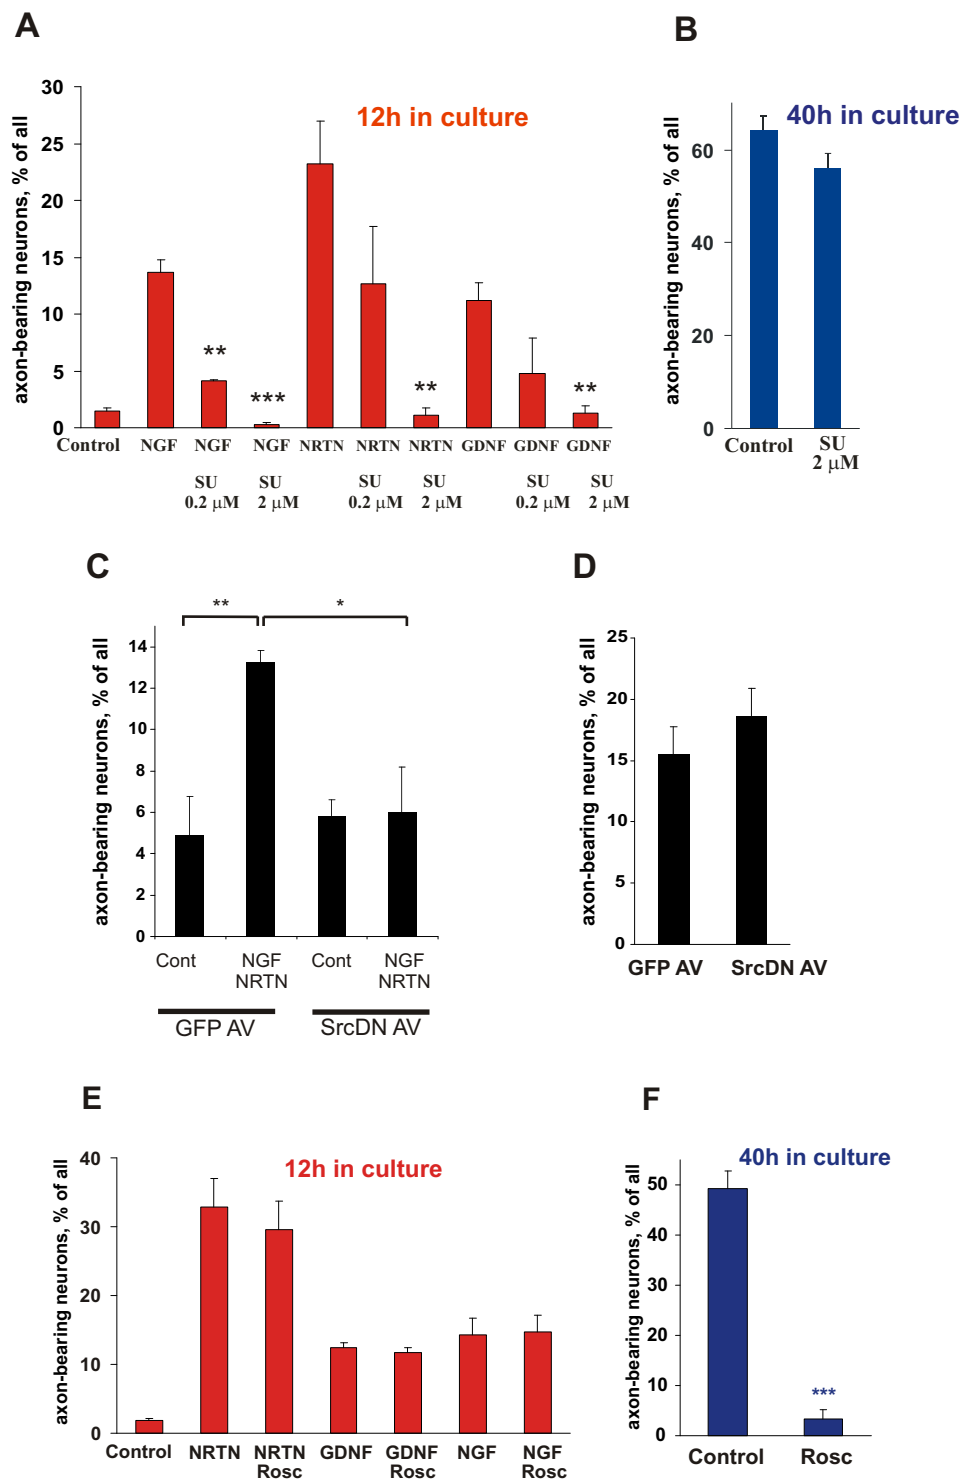 A
axon-bearing neurons, % of all
12h in culture
30
25
20
15
10
5
0
**
***
**
**
Control NGF NGF NGF NRTN NRTN NRTN GDNF GDNF GDNF
SU SU SU SU SU SU
0.2 μM 2 μM 0.2 μM 2 μM 0.2 μM 2 μM
B
axon-bearing neurons, % of all
40h in culture
60
40
20
0
Control SU
2 μM
C
axon-bearing neurons, % of all
** *
14
12
10
8
6
4
2
0
Cont NGF Cont NGF
NRTN NRTN
GFP AV SrcDN AV
D
axon-bearing neurons, % of all
25
20
15
10
5
0
GFP AV SrcDN AV
E
axon-bearing neurons, % of all
12h in culture
40
30
20
10
0
Control NRTN NRTN GDNF GDNF NGF NGF
Rosc Rosc Rosc
F
axon-bearing neurons, % of all
40h in culture
50
40
30
20
10
0
***
Control Rosc